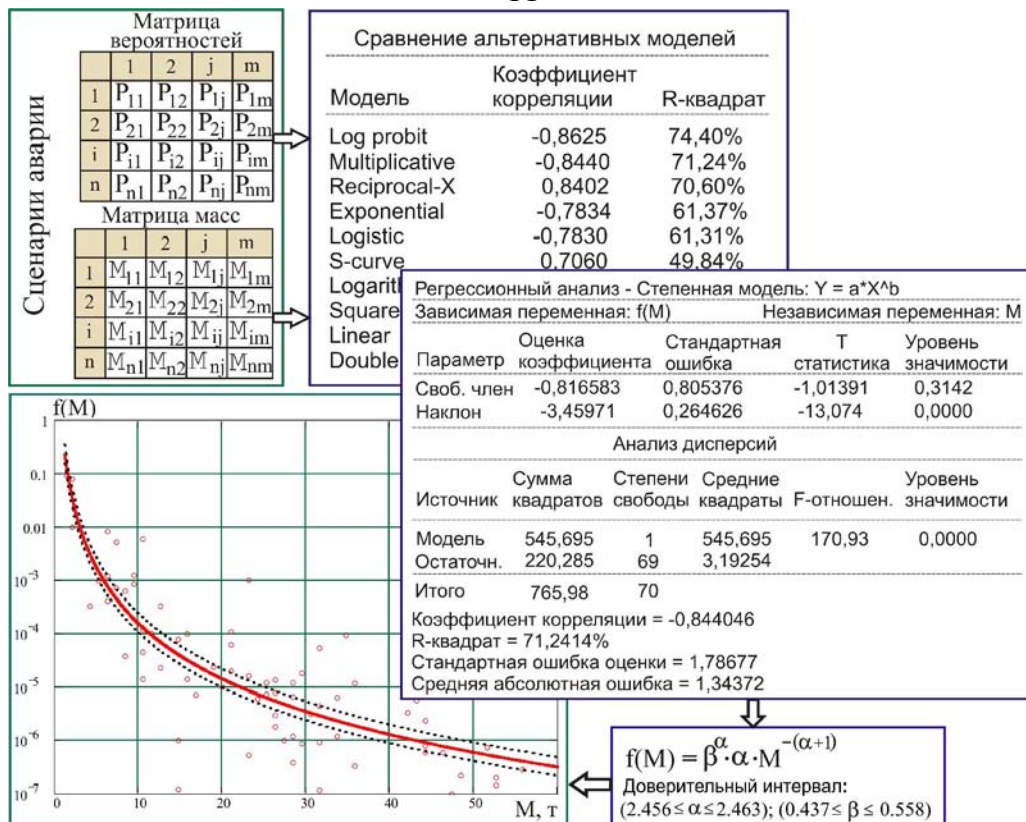 Сценарии аварии
Матрица
вероятностей
1 2 j m
1 P11 P12 P1j P1m
2 P21 P22 P2j P2m
i Pi1 Pi2 Pij Pim
n Pn1 Pn2 Pnj Pnm
Матрица масс
1 2 j m
1 M11 M12 M1j M1m
2 M21 M22 M2j M2m
i Mi1 Mi2 Mij Mim
n Mn1 Mn2 Mnj Mnm
Сравнение альтернативных моделей
Коэффициент
Модель корреляции R-квадрат
Log probit -0,8625 74,40%
Multiplicative -0,8440 71,24%
Reciprocal-X 0,8402 70,60%
Exponential -0,7834 61,37%
Logistic -0,7830 61,31%
S-curve 0,7060 49,84%
Square
Linear
Double
Регрессионный анализ - Степенная модель: Y = a*X^b
Зависимая переменная: f(M) Независимая переменная: M
Оценка Стандартная T Уровень
Параметр коэффициента ошибка статистика значимости
Своб. член -0,816583 0,805376 -1,01391 0,3142
Наклон -3,45971 0,264626 -13,074 0,0000
Анализ дисперсий
Сумма Степени Средние Уровень
Источник квадратов свободы квадраты F-отношен. значимости
Модель 545,695 1 545,695 170,93 0,0000
Остаточн. 220,285 69 3,19254
Итого 765,98 70
Коэффициент корреляции = -0,844046
R-квадрат = 71,2414%
Стандартная ошибка оценки = 1,78677
Средняя абсолютная ошибка = 1,34372
f(M)
1
0.1
0.01
10^-3
10^-4
10^-5
10^-6
10^-7
0 10 20 30 40 50
M, т
f(M) = β^α·α·M^-(α+1)
Доверительный интервал:
(2.456≤ α ≤ 2.463); (0.437≤ β ≤ 0.558)